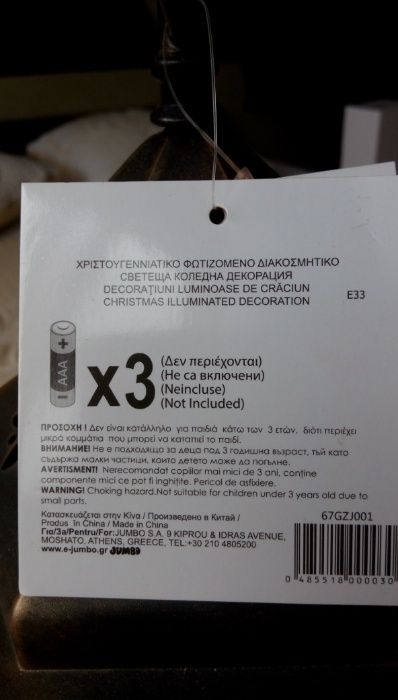 ΧΡΙΣΤΟΥΓΕΝΝΙΑΤΙΚΟ ΦΩΤΙΖΟΜΕΝΟ ΔΙΑΚΟΣΜΗΤΙΚΟ
СВЕТЕЩА КОЛЕДНА ДЕКОРАЦИЯ
DECORAȚIUNI LUMINOASE DE CRĂCIUN
CHRISTMAS ILLUMINATED DECORATION
E33
AAA
x3
(Δεν περιέχονται)
(Не са включени)
(Neincluse)
(Not Included)
ΠΡΟΣΟΧΗ ! Δεν είναι κατάλληλο για παιδιά κάτω των 3 ετών, διότι περιέχει
μικρά κομμάτια που μπορεί να καταπιεί το παιδί.
ВНИМАНИЕ! Не е подходящо за деца под 3 годишна възраст, тъй като
съдържа малки частици, които детето може да погълне.
AVERTISMENT! Nerecomandat copiilor mai mici de 3 ani, conține
componente mici ce pot fi inghițite. Pericol de asfixiere.
WARNING! Choking hazard.Not suitable for children under 3 years old due to
small parts.
Κατασκευάζεται στην Κίνα / Произведено в Китай /
Produs în China / Made in China
Για/За/Pentru/For:JUMBO S.A. 9 KIPROU & IDRAS AVENUE,
MOSHATO, ATHENS, GREECE, TEL:+30 210 4805200
www.e-jumbo.gr JUMBO
67GZJ001
0 485518 000030